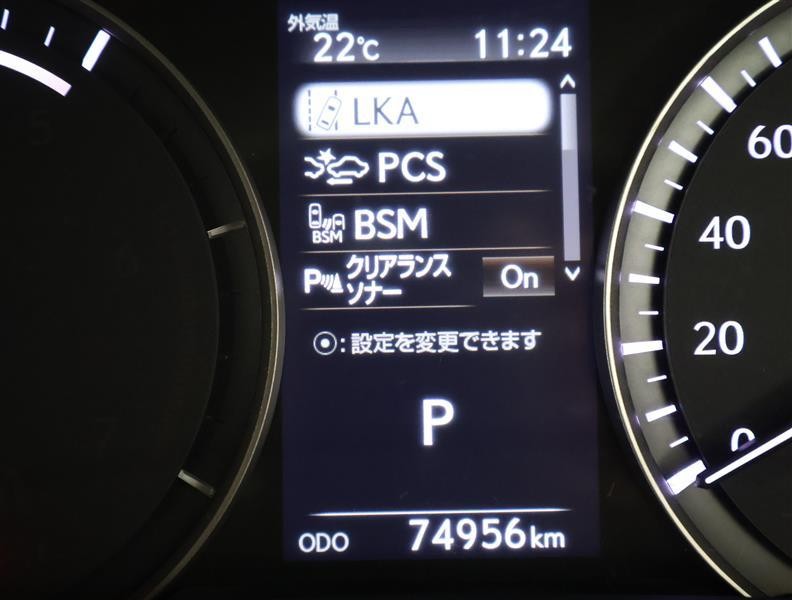 外気温
22℃ 11:24
LKA
PCS
BSM BSM
P クリアランス
ソナー On
⦿:設定を変更できます
P
ODO 74956km
60
40
20
0